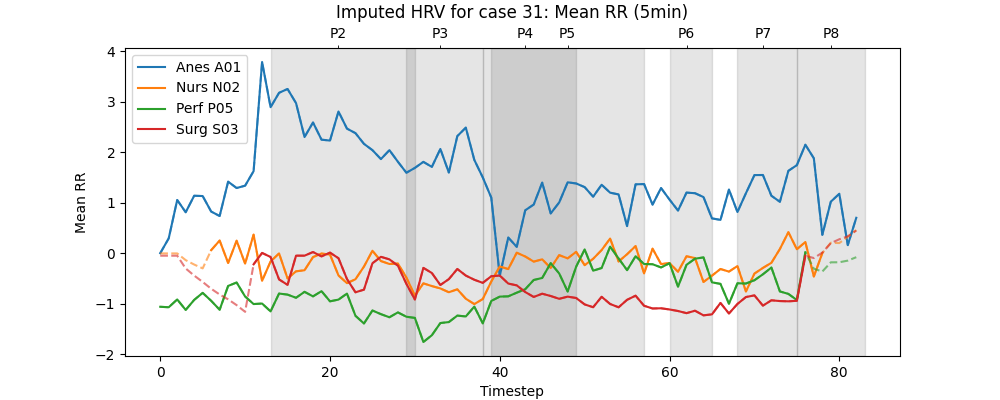 Imputed HRV for case 31: Mean RR (5min)
P2 P3 P4 P5 P6 P7 P8
Anes A01
Nurs N02
Perf P05
Surg S03
4
3
2
1
0
−1
−2
Mean RR
0 20 40 60 80
Timestep